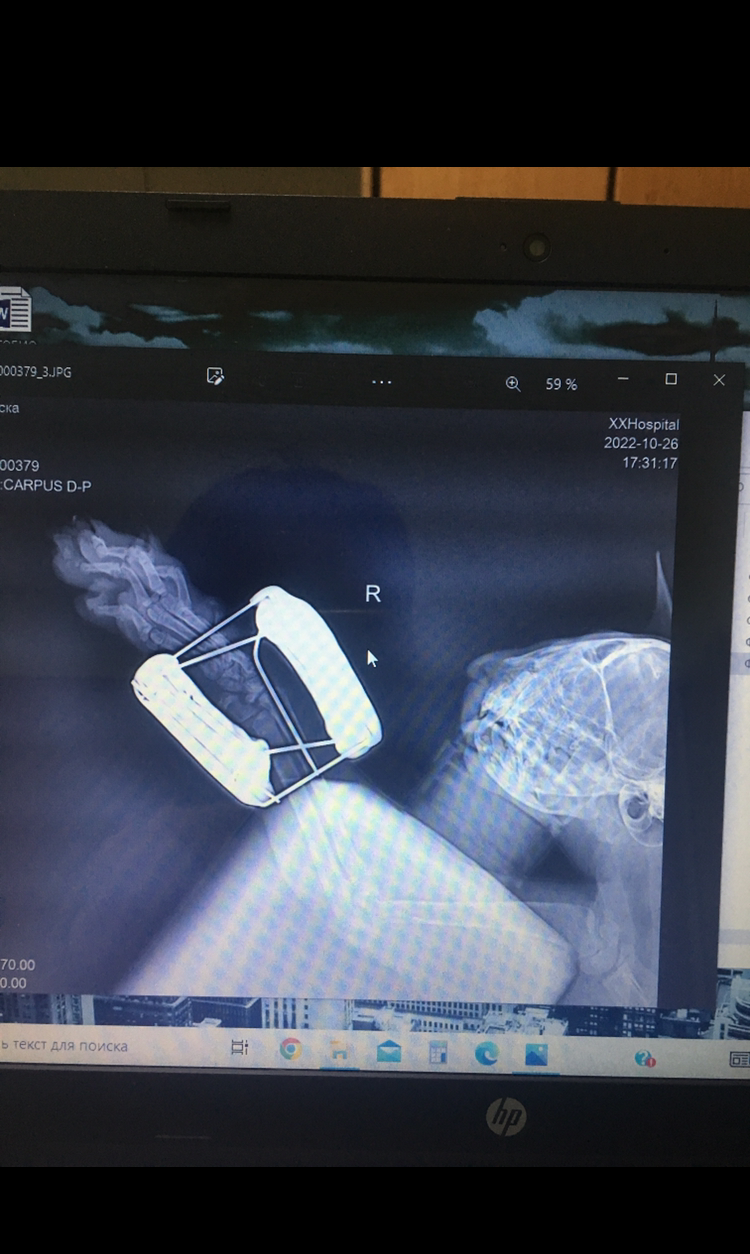 W
000379_3.JPG
59 %
ска
XXHospital
2022-10-26
00379
17:31:17
:CARPUS D-P
R
70.00
0.00
ь текст для поиска
hp